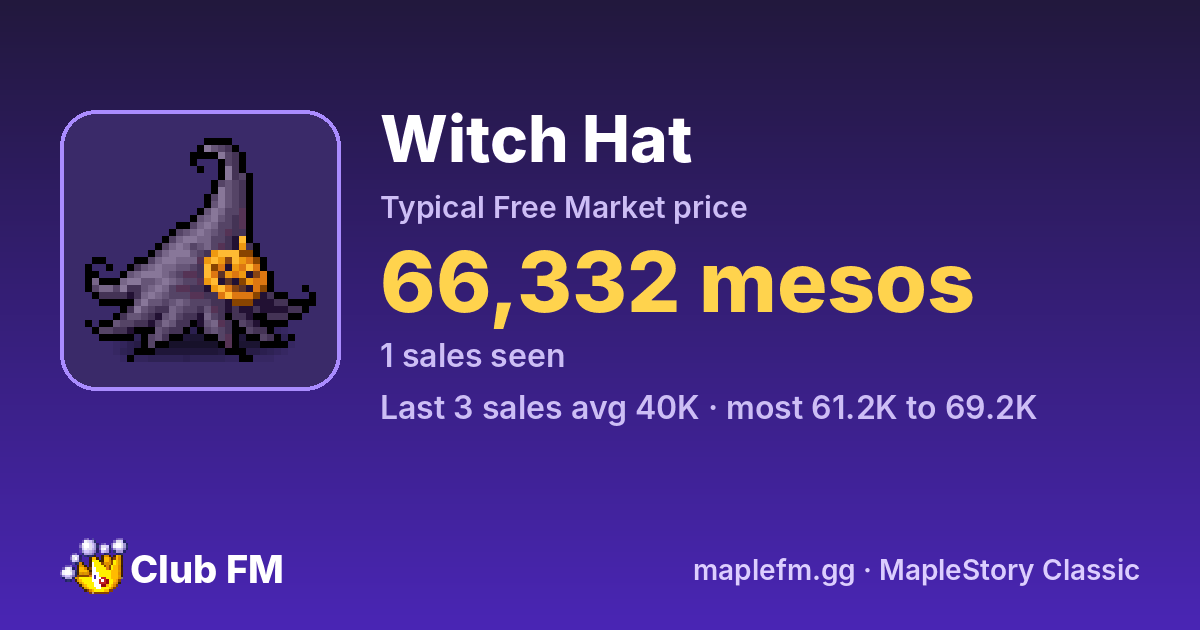 Witch Hat
Typical Free Market price
66,332 mesos
1 sales seen
Last 3 sales avg 40K · most 61.2K to 69.2K
Club FM
maplefm.gg · MapleStory Classic